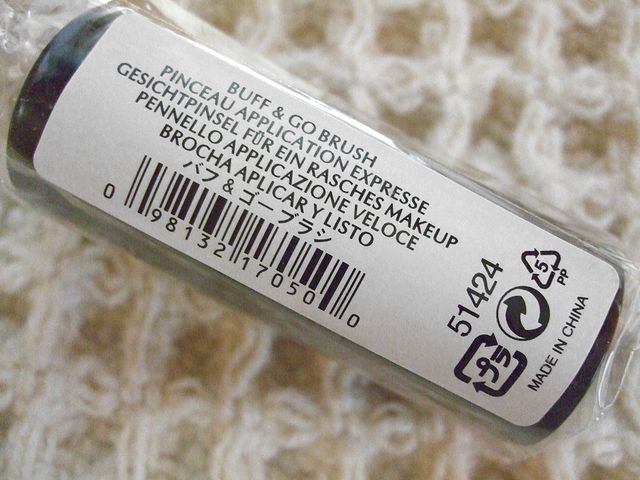 BUFF & GO BRUSH
PINCEAU APPLICATION EXPRESSE
GESICHTPINSEL FÜR EIN RASCHES MAKEUP
PENNELLO APPLICAZIONE VELOCE
BROCHA APLICAR Y LISTO
バフ & ゴー ブラシ
0 98132 17050 0
51424
5
PP
プラ
MADE IN CHINA